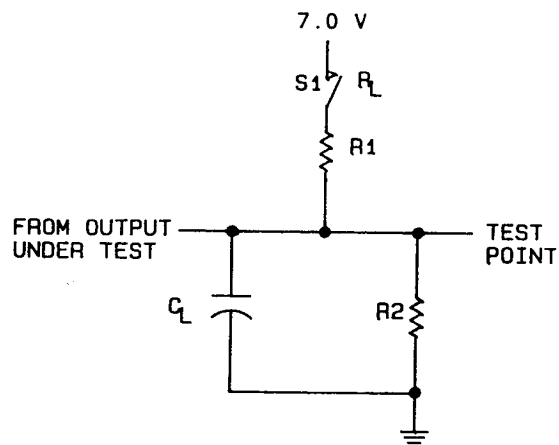 7.0 V
S1 RL
R1
FROM OUTPUT
UNDER TEST
TEST
POINT
CL
R2